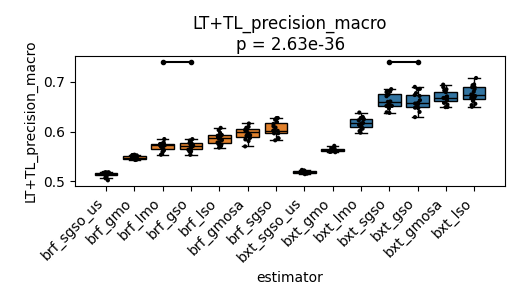 LT+TL_precision_macro
p = 2.63e-36
LT+TL_precision_macro
0.7
0.6
0.5
brf_sgso_us
brf_gmo
brf_lmo
brf_gso
brf_lso
brf_gmosa
brf_sgso
bxt_sgso_us
bxt_gmo
bxt_lmo
bxt_sgso
bxt_gso
bxt_gmosa
bxt_lso
estimator